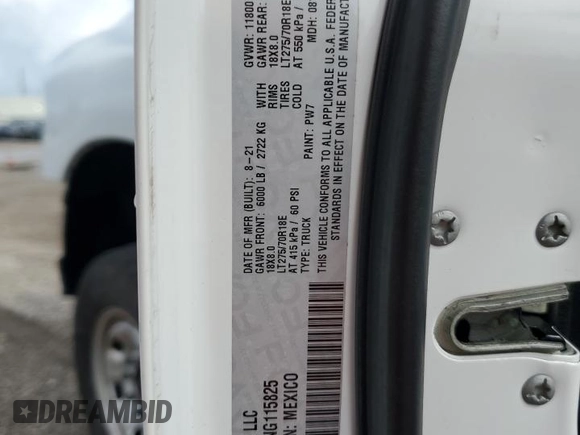 LLC
NG115825
N: MEXICO
DATE OF MFR (BUILT): 8-21
GAWR FRONT: 6000 LB / 2722 KG WITH
18X8.0 RIMS
LT275/70R18E TIRES
AT 415 kPa / 60 PSI COLD
TYPE: TRUCK PAINT: PW7
THIS VEHICLE CONFORMS TO ALL APPLICABLE U.S.A. FEDERAL
STANDARDS IN EFFECT ON THE DATE OF MANUFACT
GVWR: 11800
GAWR REAR:
18X8.0
LT275/70R18E
AT 550 kPa /
MDH: 08
DREAMBID